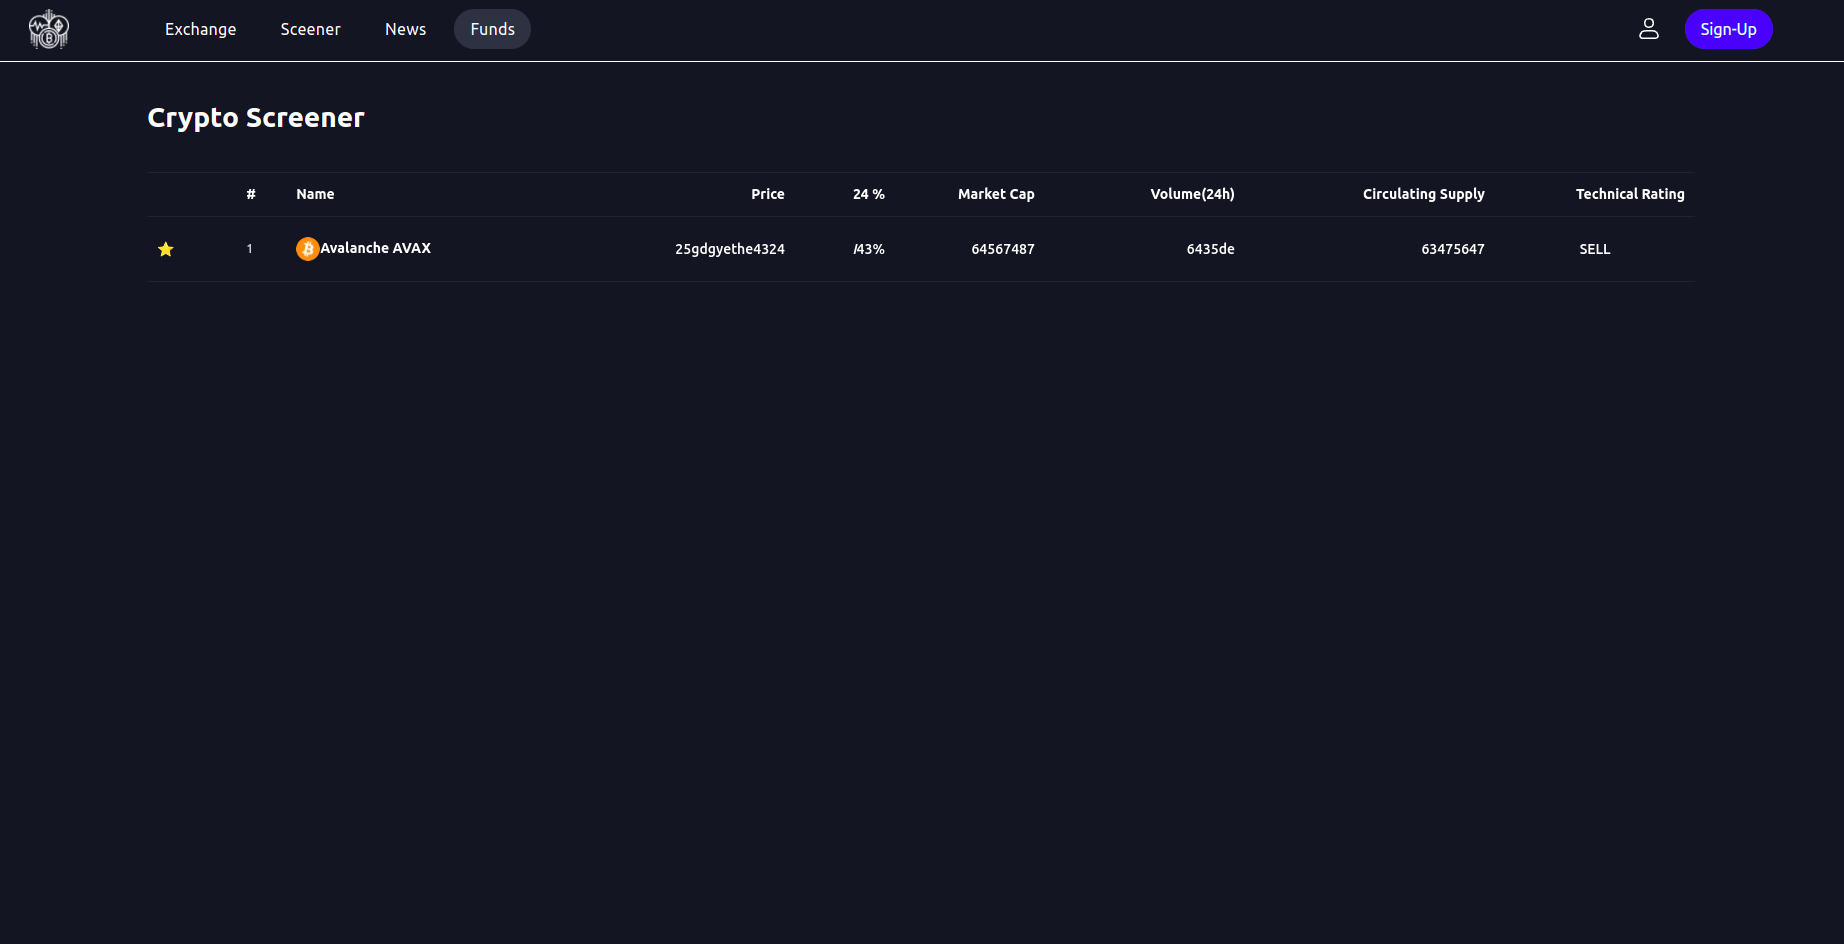 Exchange Sceener News Funds Sign-Up
Crypto Screener
# Name Price 24 % Market Cap Volume(24h) Circulating Supply Technical Rating
1 Avalanche AVAX 25gdgyethe4324 /43% 64567487 6435de 63475647 SELL